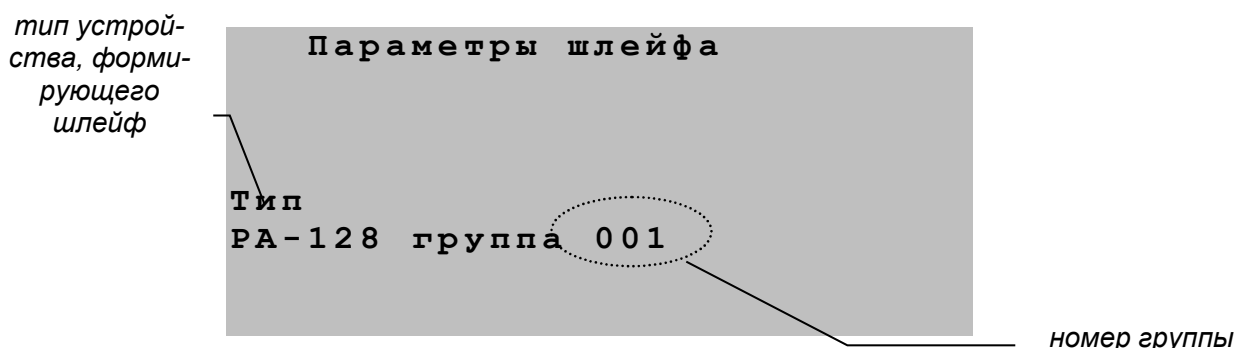 тип устрой-
ства, форми-
рующего
шлейф
Параметры шлейфа
Тип
РА-128 группа 001
номер группы